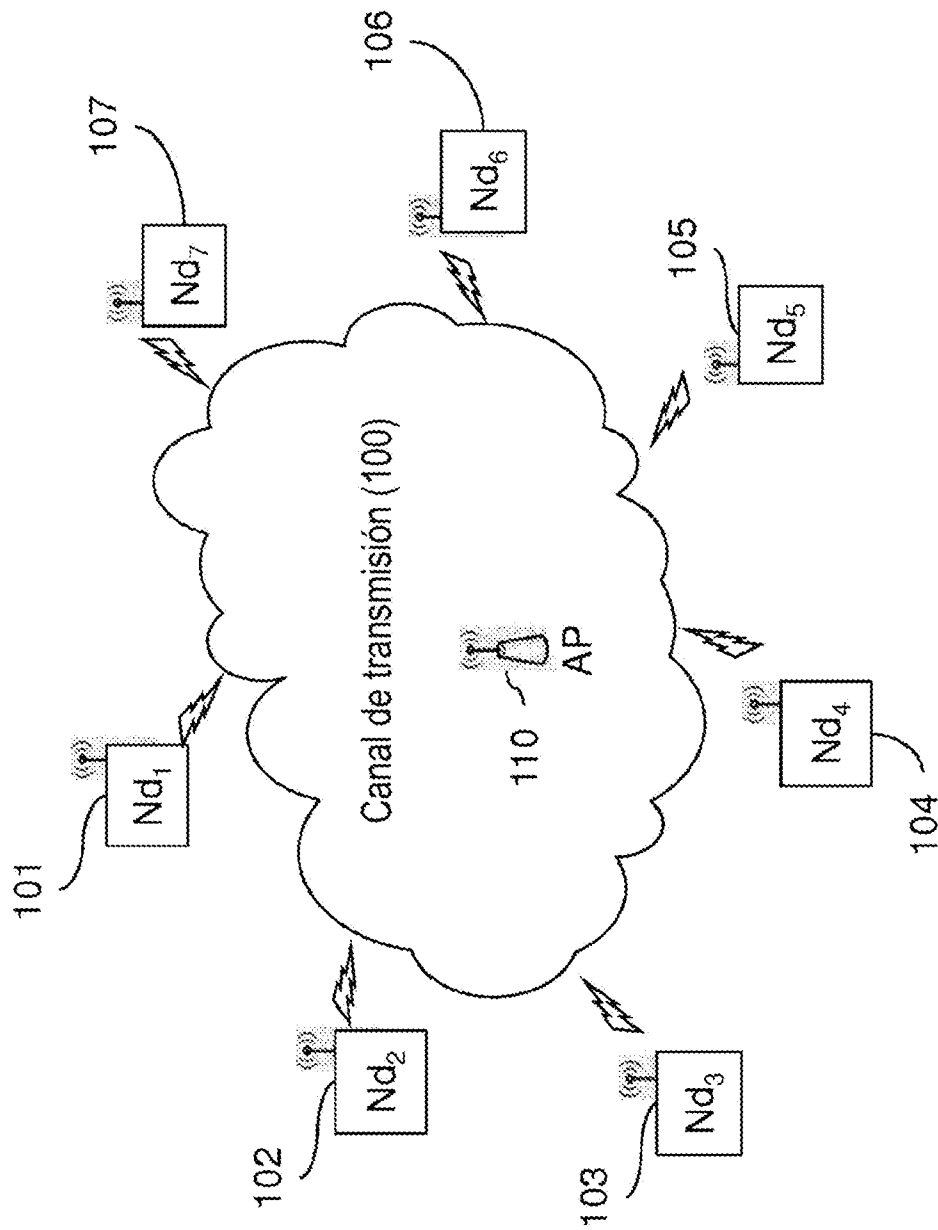 101
Nd₁
102
Nd₂
103
Nd₃
104
Nd₄
105
Nd₅
106
Nd₆
107
Nd₇
Canal de transmisión (100)
110
AP